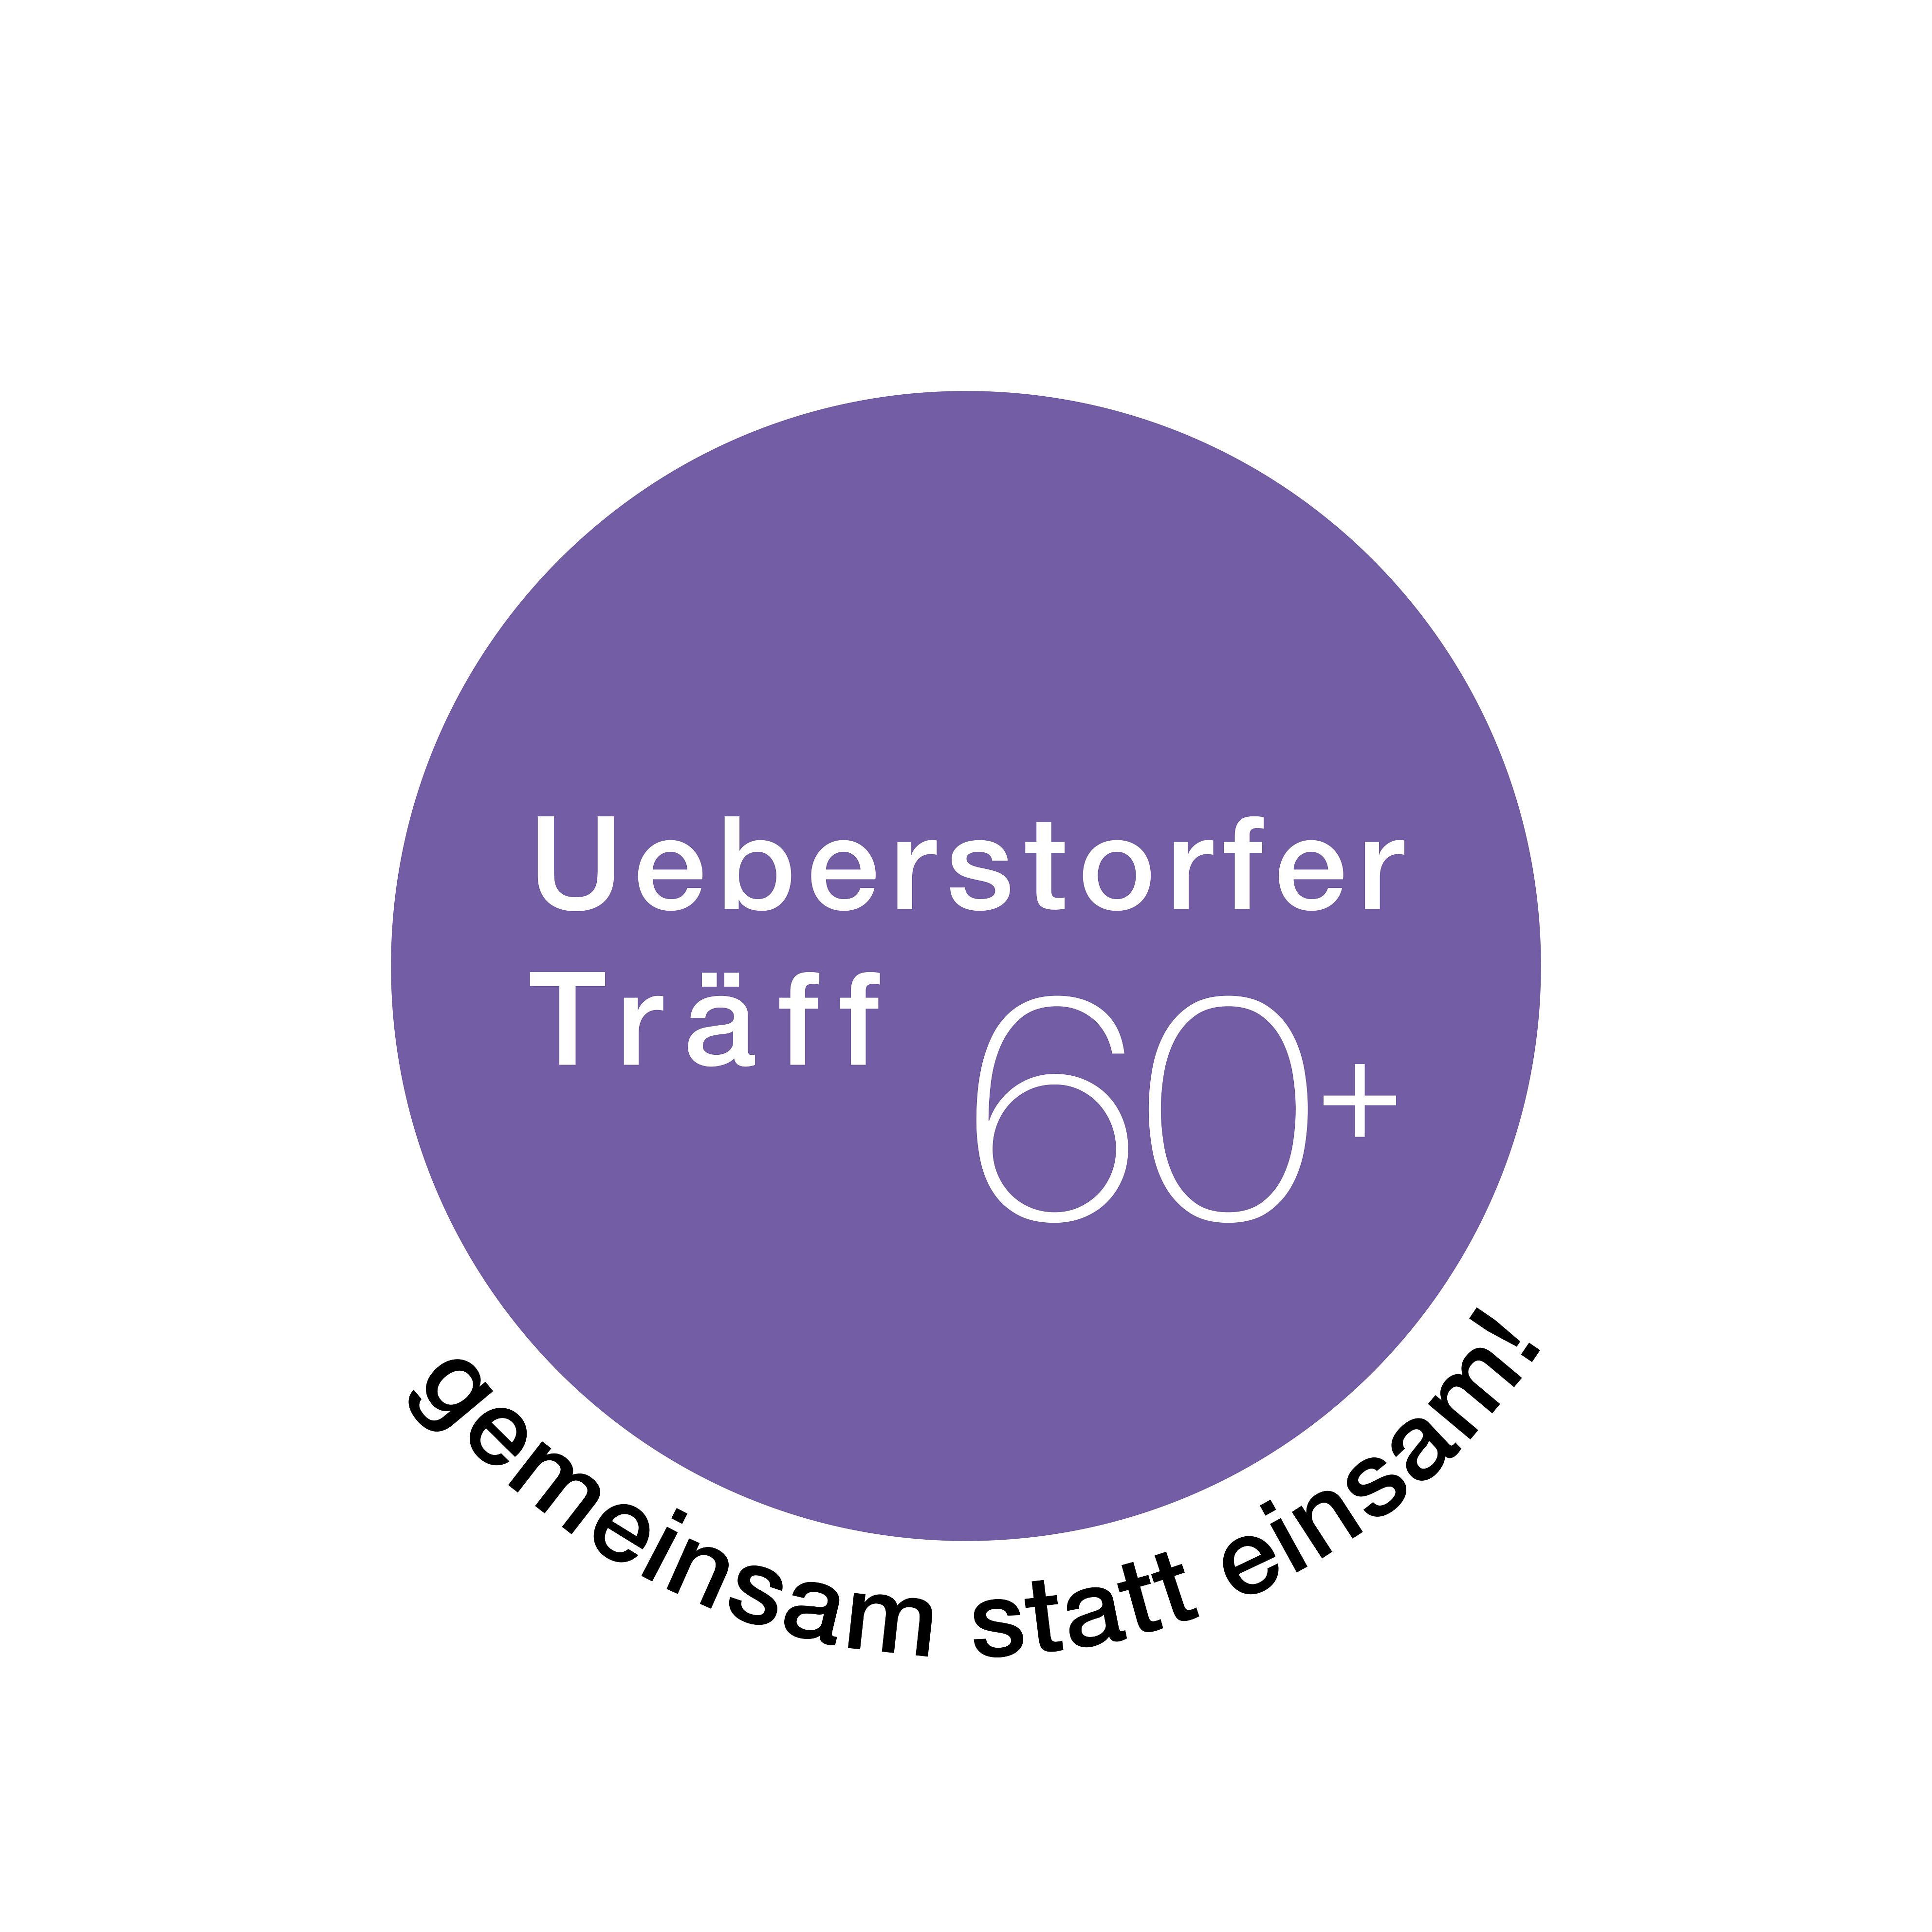 Ueberstorfer
Träff
60+
gemeinsam statt einsam!